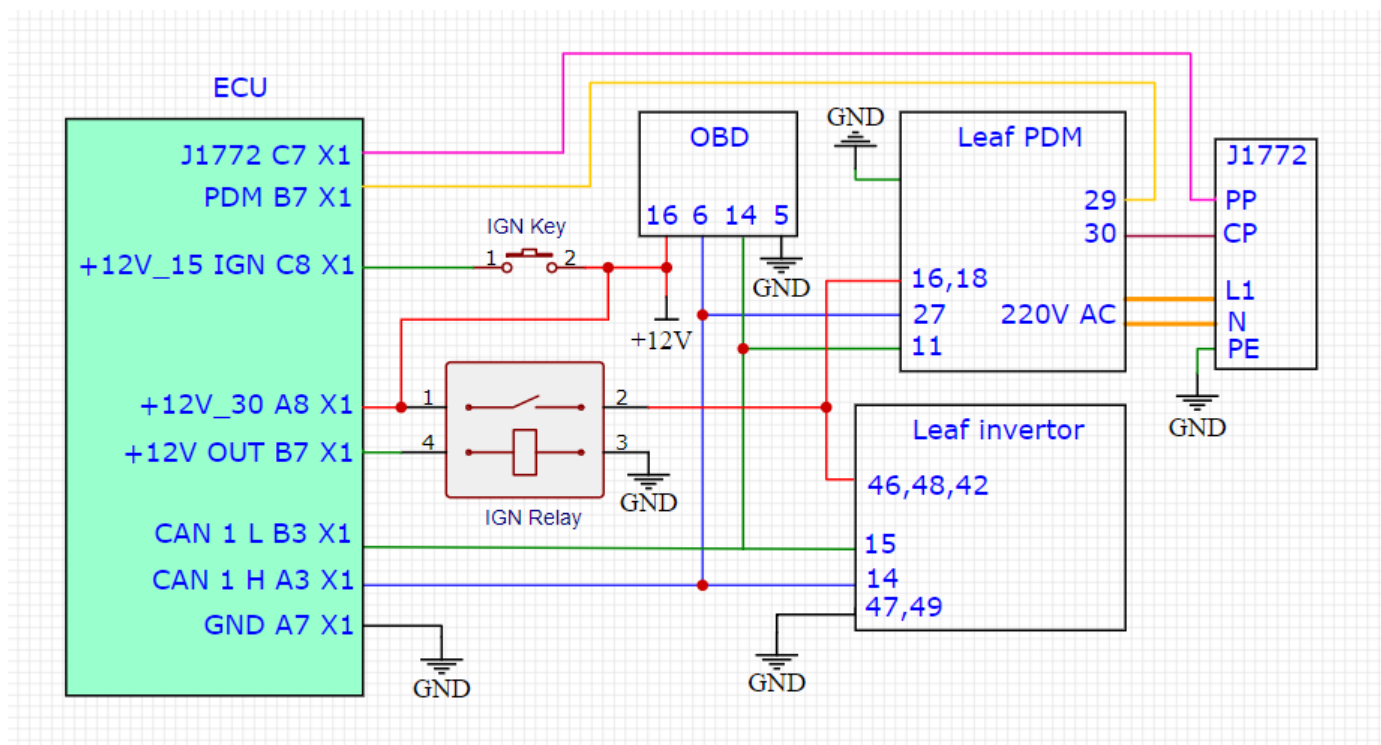 ECU
J1772 C7 X1
PDM B7 X1
+12V_15 IGN C8 X1
+12V_30 A8 X1
+12V OUT B7 X1
CAN 1 L B3 X1
CAN 1 H A3 X1
GND A7 X1
GND
IGN Key
1 2
1 2
4 3
IGN Relay
GND
OBD
16 6 14 5
GND
+12V
GND
Leaf PDM
29
30
16,18
27
220V AC
11
J1772
PP
CP
L1
N
PE
GND
Leaf invertor
46,48,42
15
14
47,49
GND